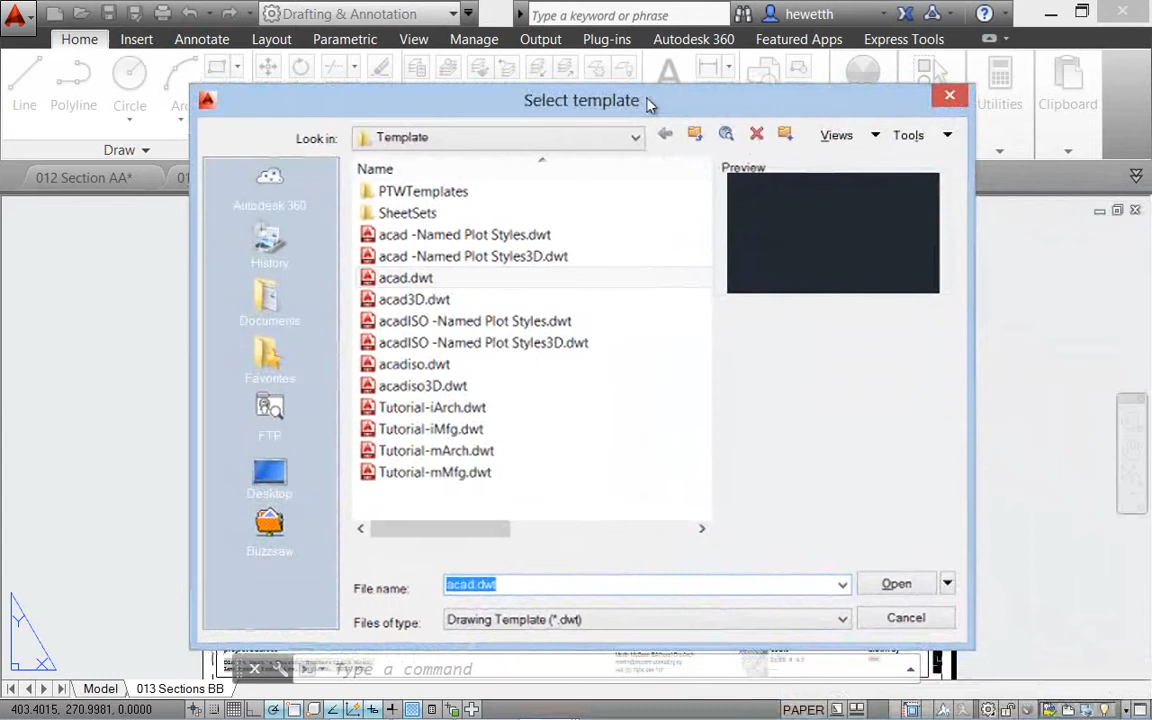 Drafting & Annotation
Type a keyword or phrase
hewetth
Home Insert Annotate Layout Parametric View Manage Output Plug-ins Autodesk 360 Featured Apps Express Tools
Line Polyline Circle Utilities Clipboard
Draw
012 Section AA*
Select template
Look in: Template Views Tools
Name
Preview
PTWTemplates
SheetSets
acad -Named Plot Styles.dwt
acad -Named Plot Styles3D.dwt
acad.dwt
acad3D.dwt
acadISO -Named Plot Styles.dwt
acadISO -Named Plot Styles3D.dwt
acadiso.dwt
acadiso3D.dwt
Tutorial-iArch.dwt
Tutorial-iMfg.dwt
Tutorial-mArch.dwt
Tutorial-mMfg.dwt
Autodesk 360
History
Documents
Favorites
FTP
Desktop
Buzzsaw
File name: acad.dwt Open
Files of type: Drawing Template (*.dwt) Cancel
Y
X
Type a command
Model 013 Sections BB
403.4015, 270.9981, 0.0000 PAPER